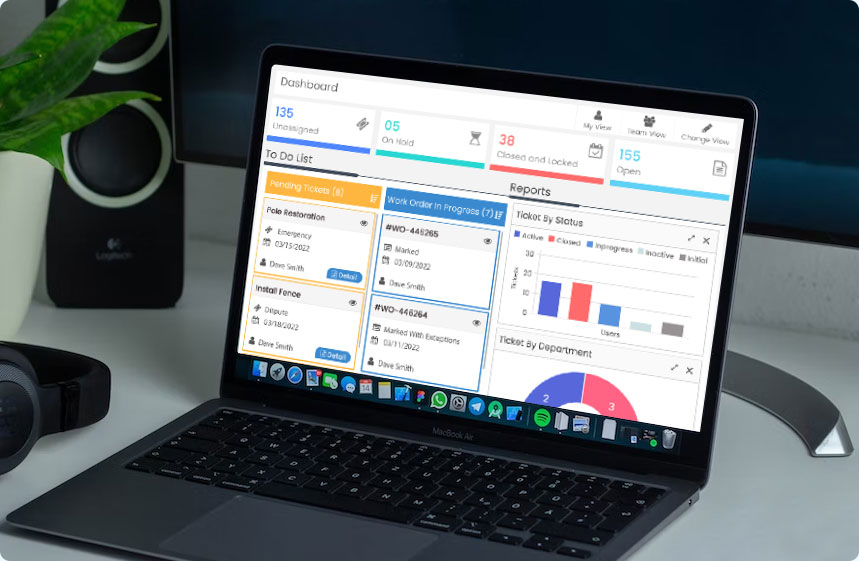 Dashboard
My View
Team View
Change View
135
Unassigned
05
On Hold
38
Closed and Locked
155
Open
To Do List
Pending Tickets (8)
Pole Restoration
Emergency
03/15/2022
Dave Smith
Detail
Install Fence
Dispute
03/18/2022
Dave Smith
Detail
Work Order In Progress (7)
#WO-446265
Marked
03/09/2022
Dave Smith
#WO-446264
Marked With Exceptions
03/11/2022
Dave Smith
Reports
Ticket By Status
Active
Closed
Inprogress
Inactive
Initial
Tickets
30
20
10
0
Users
Ticket By Department
2
3
14
MacBook Air
Logitech